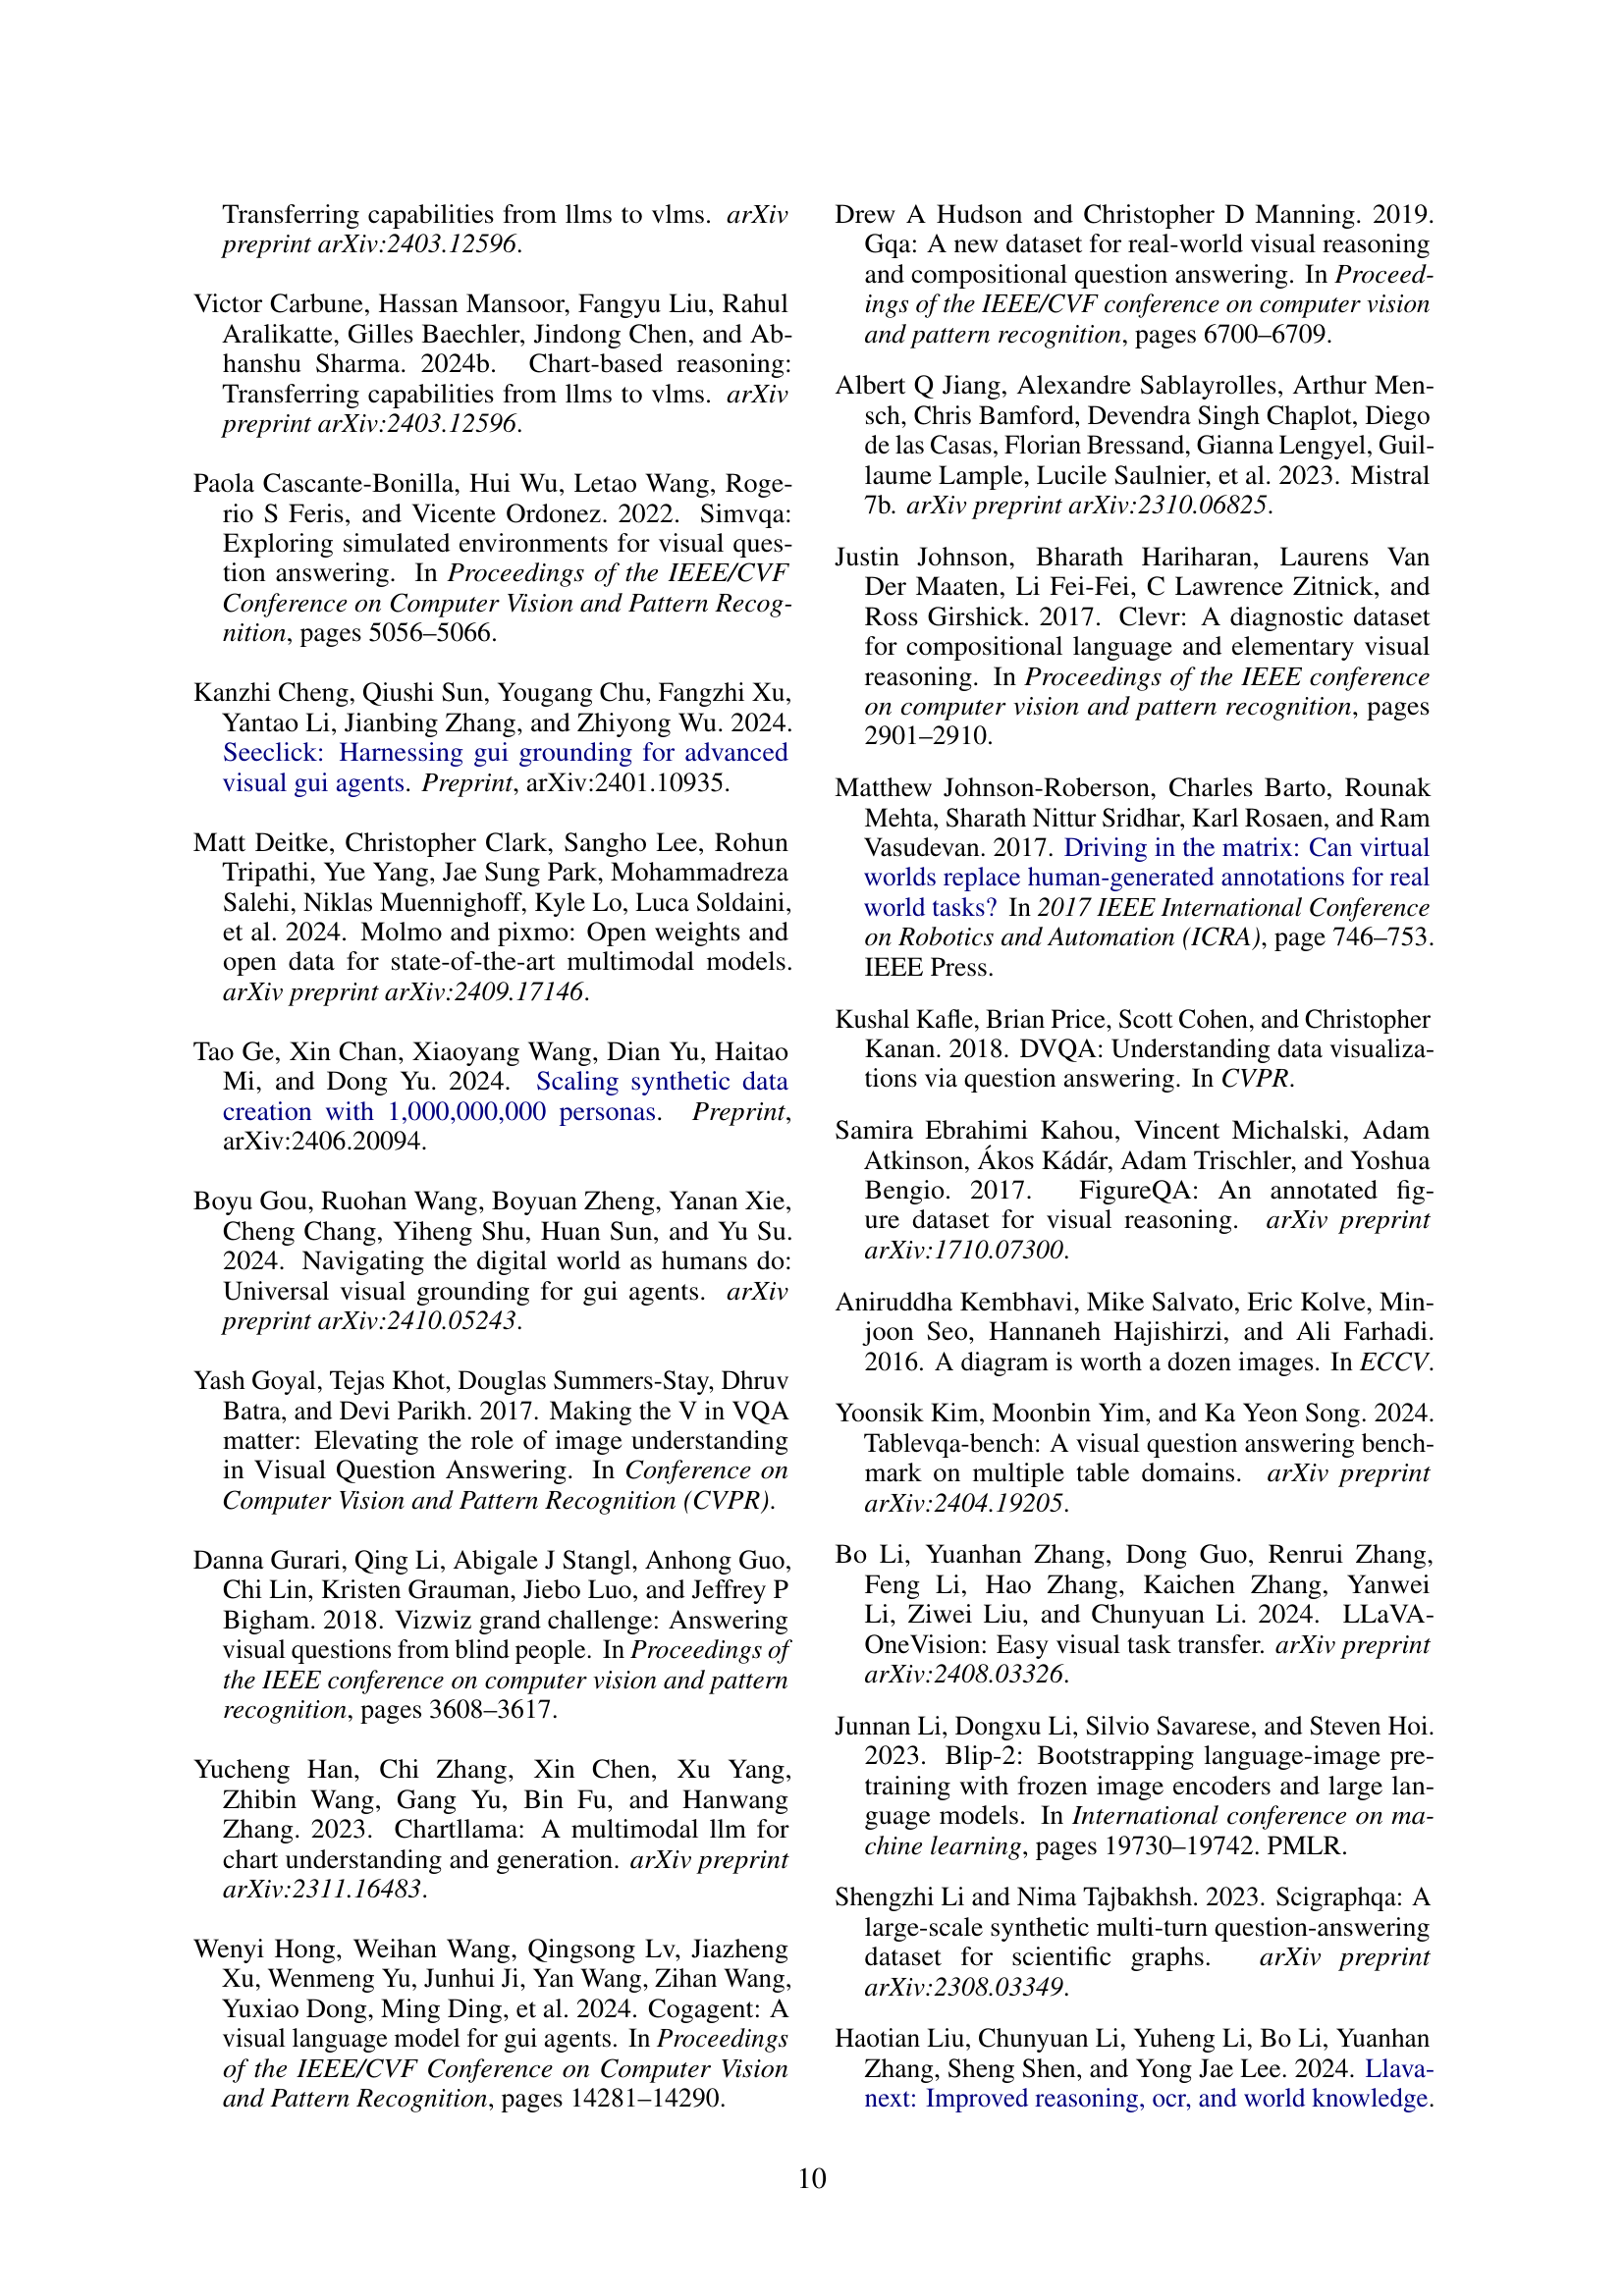 Transferring capabilities from llms to vlms. arXiv
preprint arXiv:2403.12596.
Victor Carbune, Hassan Mansoor, Fangyu Liu, Rahul
Aralikatte, Gilles Baechler, Jindong Chen, and Ab-
hanshu Sharma. 2024b. Chart-based reasoning:
Transferring capabilities from llms to vlms. arXiv
preprint arXiv:2403.12596.
Paola Cascante-Bonilla, Hui Wu, Letao Wang, Roge-
rio S Feris, and Vicente Ordonez. 2022. Simvqa:
Exploring simulated environments for visual ques-
tion answering. In Proceedings of the IEEE/CVF
Conference on Computer Vision and Pattern Recog-
nition, pages 5056–5066.
Kanzhi Cheng, Qiushi Sun, Yougang Chu, Fangzhi Xu,
Yantao Li, Jianbing Zhang, and Zhiyong Wu. 2024.
Seeclick: Harnessing gui grounding for advanced
visual gui agents. Preprint, arXiv:2401.10935.
Matt Deitke, Christopher Clark, Sangho Lee, Rohun
Tripathi, Yue Yang, Jae Sung Park, Mohammadreza
Salehi, Niklas Muennighoff, Kyle Lo, Luca Soldaini,
et al. 2024. Molmo and pixmo: Open weights and
open data for state-of-the-art multimodal models.
arXiv preprint arXiv:2409.17146.
Tao Ge, Xin Chan, Xiaoyang Wang, Dian Yu, Haitao
Mi, and Dong Yu. 2024. Scaling synthetic data
creation with 1,000,000,000 personas. Preprint,
arXiv:2406.20094.
Boyu Gou, Ruohan Wang, Boyuan Zheng, Yanan Xie,
Cheng Chang, Yiheng Shu, Huan Sun, and Yu Su.
2024. Navigating the digital world as humans do:
Universal visual grounding for gui agents. arXiv
preprint arXiv:2410.05243.
Yash Goyal, Tejas Khot, Douglas Summers-Stay, Dhruv
Batra, and Devi Parikh. 2017. Making the V in VQA
matter: Elevating the role of image understanding
in Visual Question Answering. In Conference on
Computer Vision and Pattern Recognition (CVPR).
Danna Gurari, Qing Li, Abigale J Stangl, Anhong Guo,
Chi Lin, Kristen Grauman, Jiebo Luo, and Jeffrey P
Bigham. 2018. Vizwiz grand challenge: Answering
visual questions from blind people. In Proceedings of
the IEEE conference on computer vision and pattern
recognition, pages 3608–3617.
Yucheng Han, Chi Zhang, Xin Chen, Xu Yang,
Zhibin Wang, Gang Yu, Bin Fu, and Hanwang
Zhang. 2023. Chartllama: A multimodal llm for
chart understanding and generation. arXiv preprint
arXiv:2311.16483.
Wenyi Hong, Weihan Wang, Qingsong Lv, Jiazheng
Xu, Wenmeng Yu, Junhui Ji, Yan Wang, Zihan Wang,
Yuxiao Dong, Ming Ding, et al. 2024. Cogagent: A
visual language model for gui agents. In Proceedings
of the IEEE/CVF Conference on Computer Vision
and Pattern Recognition, pages 14281–14290.
Drew A Hudson and Christopher D Manning. 2019.
Gqa: A new dataset for real-world visual reasoning
and compositional question answering. In Proceed-
ings of the IEEE/CVF conference on computer vision
and pattern recognition, pages 6700–6709.
Albert Q Jiang, Alexandre Sablayrolles, Arthur Men-
sch, Chris Bamford, Devendra Singh Chaplot, Diego
de las Casas, Florian Bressand, Gianna Lengyel, Guil-
laume Lample, Lucile Saulnier, et al. 2023. Mistral
7b. arXiv preprint arXiv:2310.06825.
Justin Johnson, Bharath Hariharan, Laurens Van
Der Maaten, Li Fei-Fei, C Lawrence Zitnick, and
Ross Girshick. 2017. Clevr: A diagnostic dataset
for compositional language and elementary visual
reasoning. In Proceedings of the IEEE conference
on computer vision and pattern recognition, pages
2901–2910.
Matthew Johnson-Roberson, Charles Barto, Rounak
Mehta, Sharath Nittur Sridhar, Karl Rosaen, and Ram
Vasudevan. 2017. Driving in the matrix: Can virtual
worlds replace human-generated annotations for real
world tasks? In 2017 IEEE International Conference
on Robotics and Automation (ICRA), page 746–753.
IEEE Press.
Kushal Kafle, Brian Price, Scott Cohen, and Christopher
Kanan. 2018. DVQA: Understanding data visualiza-
tions via question answering. In CVPR.
Samira Ebrahimi Kahou, Vincent Michalski, Adam
Atkinson, Ákos Kádár, Adam Trischler, and Yoshua
Bengio. 2017. FigureQA: An annotated fig-
ure dataset for visual reasoning. arXiv preprint
arXiv:1710.07300.
Aniruddha Kembhavi, Mike Salvato, Eric Kolve, Min-
joon Seo, Hannaneh Hajishirzi, and Ali Farhadi.
2016. A diagram is worth a dozen images. In ECCV.
Yoonsik Kim, Moonbin Yim, and Ka Yeon Song. 2024.
Tablevqa-bench: A visual question answering bench-
mark on multiple table domains. arXiv preprint
arXiv:2404.19205.
Bo Li, Yuanhan Zhang, Dong Guo, Renrui Zhang,
Feng Li, Hao Zhang, Kaichen Zhang, Yanwei
Li, Ziwei Liu, and Chunyuan Li. 2024. LLaVA-
OneVision: Easy visual task transfer. arXiv preprint
arXiv:2408.03326.
Junnan Li, Dongxu Li, Silvio Savarese, and Steven Hoi.
2023. Blip-2: Bootstrapping language-image pre-
training with frozen image encoders and large lan-
guage models. In International conference on ma-
chine learning, pages 19730–19742. PMLR.
Shengzhi Li and Nima Tajbakhsh. 2023. Scigraphqa: A
large-scale synthetic multi-turn question-answering
dataset for scientific graphs. arXiv preprint
arXiv:2308.03349.
Haotian Liu, Chunyuan Li, Yuheng Li, Bo Li, Yuanhan
Zhang, Sheng Shen, and Yong Jae Lee. 2024. Llava-
next: Improved reasoning, ocr, and world knowledge.
10